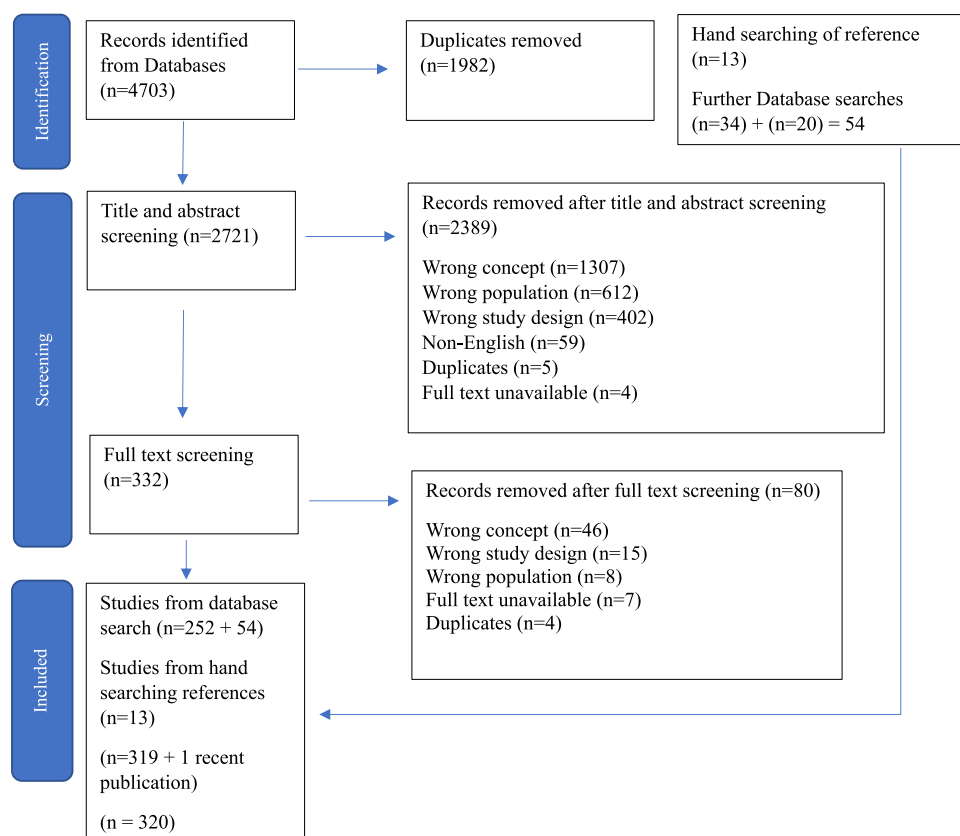 Identification
Records identified
from Databases
(n=4703)
Duplicates removed
(n=1982)
Hand searching of reference
(n=13)
Further Database searches
(n=34) + (n=20) = 54
Screening
Title and abstract
screening (n=2721)
Records removed after title and abstract screening
(n=2389)
Wrong concept (n=1307)
Wrong population (n=612)
Wrong study design (n=402)
Non-English (n=59)
Duplicates (n=5)
Full text unavailable (n=4)
Full text screening
(n=332)
Records removed after full text screening (n=80)
Wrong concept (n=46)
Wrong study design (n=15)
Wrong population (n=8)
Full text unavailable (n=7)
Duplicates (n=4)
Included
Studies from database
search (n=252 + 54)
Studies from hand
searching references
(n=13)
(n=319 + 1 recent
publication)
(n = 320)